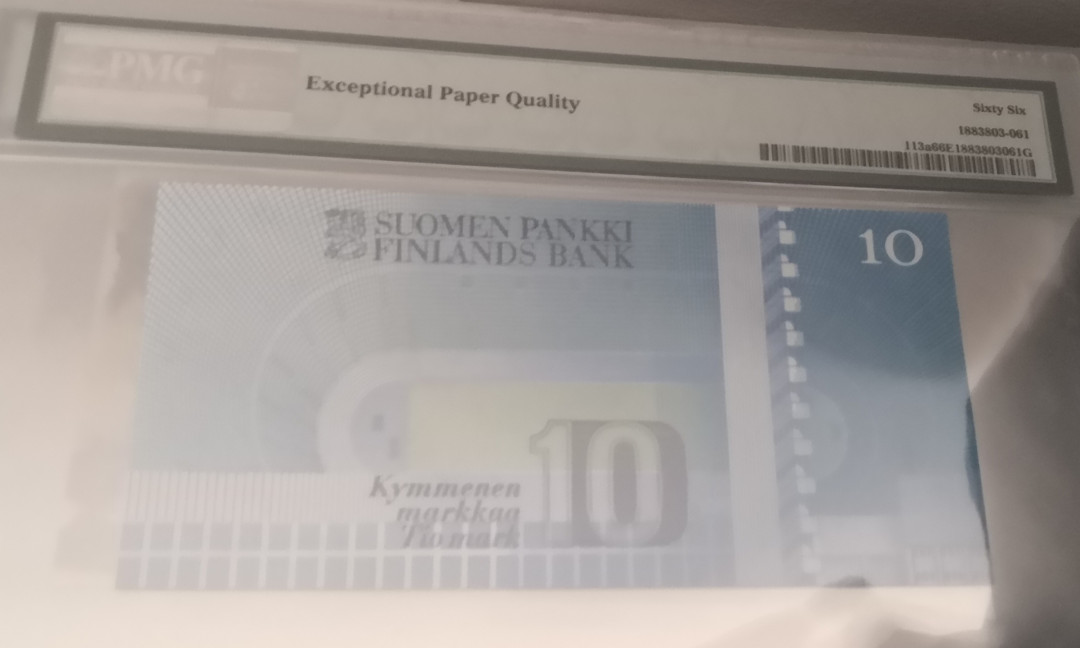 PMG
Exceptional Paper Quality
Sixty Six
1883803-061
113a66E1883803061G
SUOMEN PANKKI
FINLANDS BANK
10
10
Kymmenen
markkaa
Tio mark